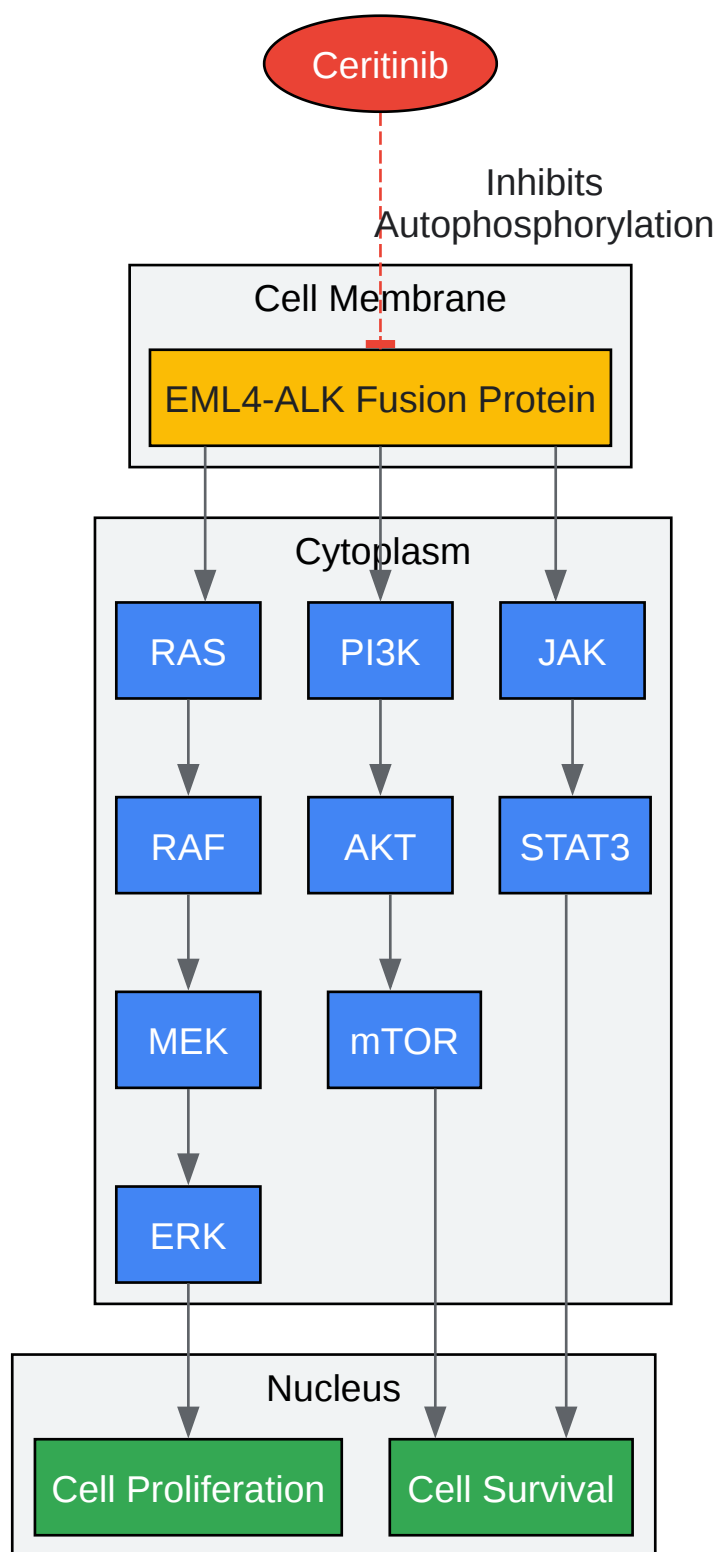 Ceritinib
Inhibits
Autophosphorylation
Cell Membrane
EML4-ALK Fusion Protein
Cytoplasm
RAS
PI3K
JAK
RAF
AKT
STAT3
MEK
mTOR
ERK
Nucleus
Cell Proliferation
Cell Survival